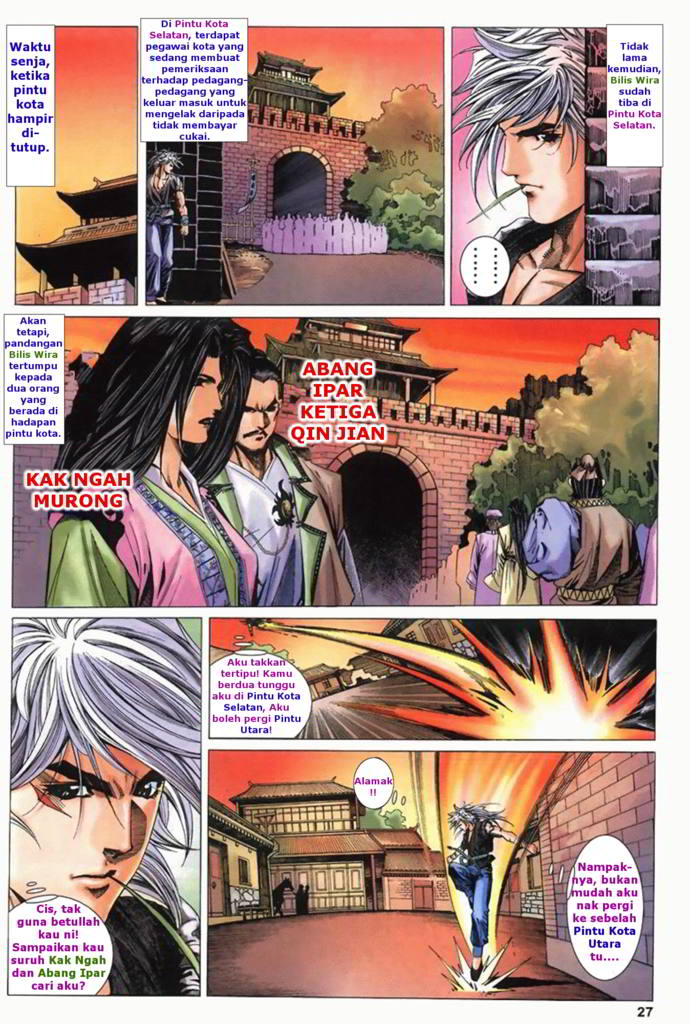 Waktu
senja,
ketika
pintu
kota
hampir
di-
tutup.
Di Pintu Kota
Selatan, terdapat
pegawai kota yang
sedang membuat
pemeriksaan
terhadap pedagang-
pedagang yang
keluar masuk untuk
mengelak daripada
tidak membayar
cukai.
Tidak
lama
kemudian,
Bilis Wira
sudah
tiba di
Pintu Kota
Selatan.
Akan
tetapi,
pandangan
Bilis Wira
tertumpu
kepada
dua orang
yang
berada di
hadapan
pintu kota.
KAK NGAH
MURONG
ABANG
IPAR
KETIGA
QIN JIAN
Cis, tak
guna betullah
kau ni!
Sampaikan kau
suruh Kak Ngah
dan Abang Ipar
cari aku?
Aku takkan
tertipu! Kamu
berdua tunggu
aku di Pintu Kota
Selatan, Aku
boleh pergi Pintu
Utara!
Alamak
!!
Nampak-
nya, bukan
mudah aku
nak pergi
ke sebelah
Pintu Kota
Utara
tu....
27